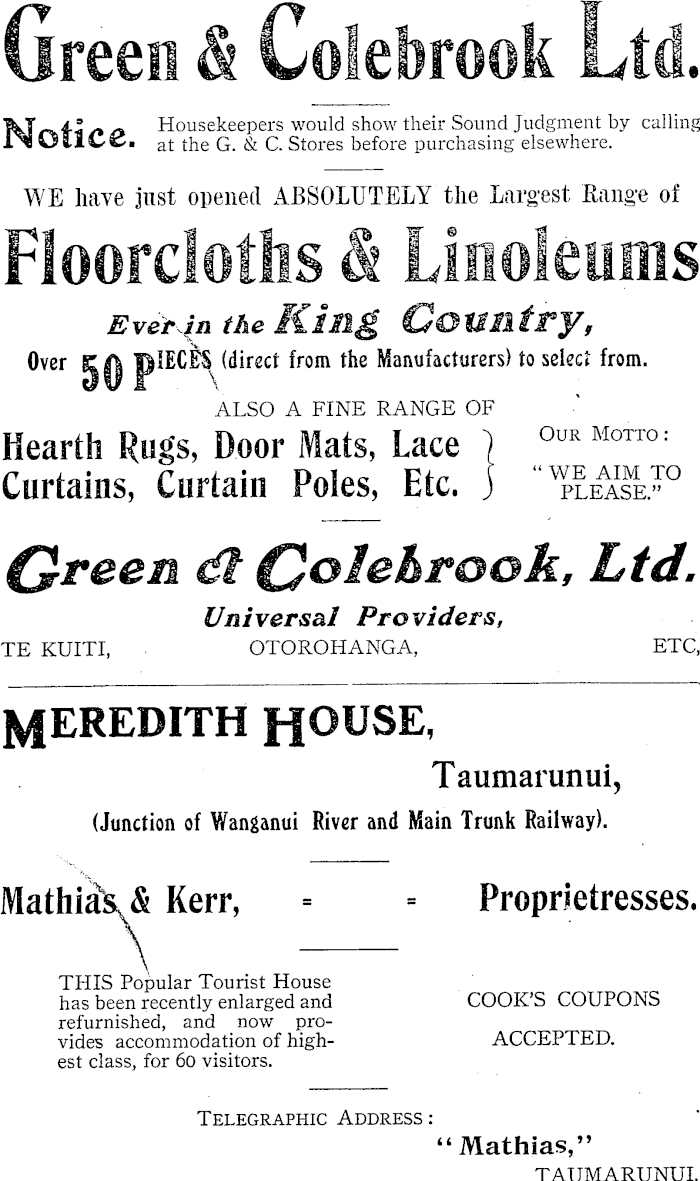 Green & Colebrook Ltd.
Notice. Housekeepers would show their Sound Judgment by calling
at the G. & C. Stores before purchasing elsewhere.
WE have just opened ABSOLUTELY the Largest Range of
Floorcloths & Linoleums
Ever in the King Country,
Over 50 PIECES (direct from the Manufacturers) to select from.
ALSO A FINE RANGE OF
Hearth Rugs, Door Mats, Lace
Curtains, Curtain Poles, Etc.
OUR MOTTO:
"WE AIM TO
PLEASE."
Green & Colebrook, Ltd.
Universal Providers,
TE KUITI, OTOROHANGA, ETC,
MEREDITH HOUSE,
Taumarunui,
(Junction of Wanganui River and Main Trunk Railway).
Mathias & Kerr, = = Proprietresses.
THIS Popular Tourist House
has been recently enlarged and
refurnished, and now pro-
vides accommodation of high-
est class, for 60 visitors.
COOK'S COUPONS
ACCEPTED.
TELEGRAPHIC ADDRESS:
"Mathias,"
TAUMARUNUI.